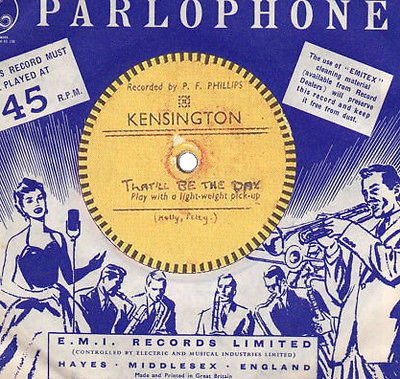 PARLOPHONE
S RECORD MUST
PLAYED AT
45 R.P.M.
The use of "EMITEX"
cleaning material
(available from Record
Dealers) will preserve
this record and keep
it free from dust.
Recorded by P. F. PHILLIPS
KENSINGTON
THAT'LL BE THE DAY
Play with a light-weight pick-up
(Holly, Petty.)
E.M.I. RECORDS LIMITED
(CONTROLLED BY ELECTRIC AND MUSICAL INDUSTRIES LIMITED)
HAYES · MIDDLESEX · ENGLAND
Made and Printed in Great Britain